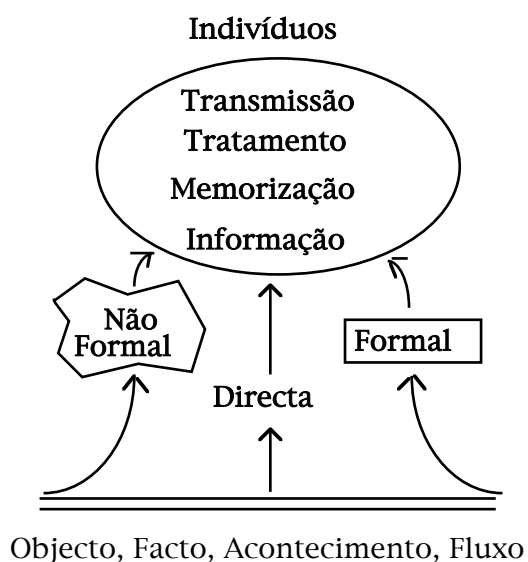 Indivíduos
Transmissão
Tratamento
Memorização
Informação
Não
Formal
Formal
Directa
Objecto, Facto, Acontecimento, Fluxo